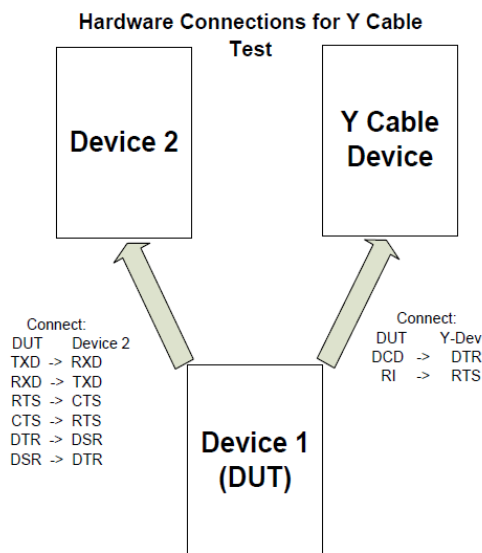 Hardware Connections for Y Cable
Test
Device 2
Y Cable
Device
Connect:
DUT Device 2
TXD -> RXD
RXD -> TXD
RTS -> CTS
CTS -> RTS
DTR -> DSR
DSR -> DTR
Connect:
DUT Y-Dev
DCD -> DTR
RI -> RTS
Device 1
(DUT)